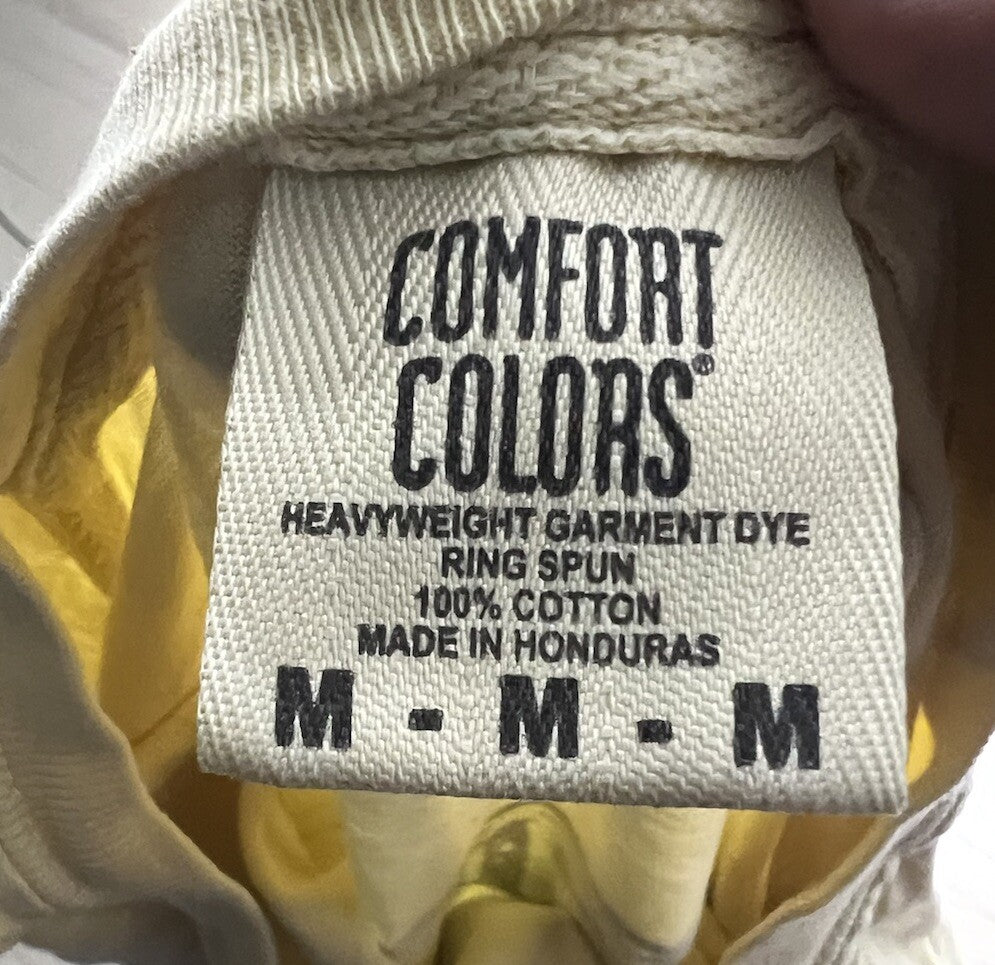 COMFORT
COLORS®
HEAVYWEIGHT GARMENT DYE
RING SPUN
100% COTTON
MADE IN HONDURAS
M - M - M